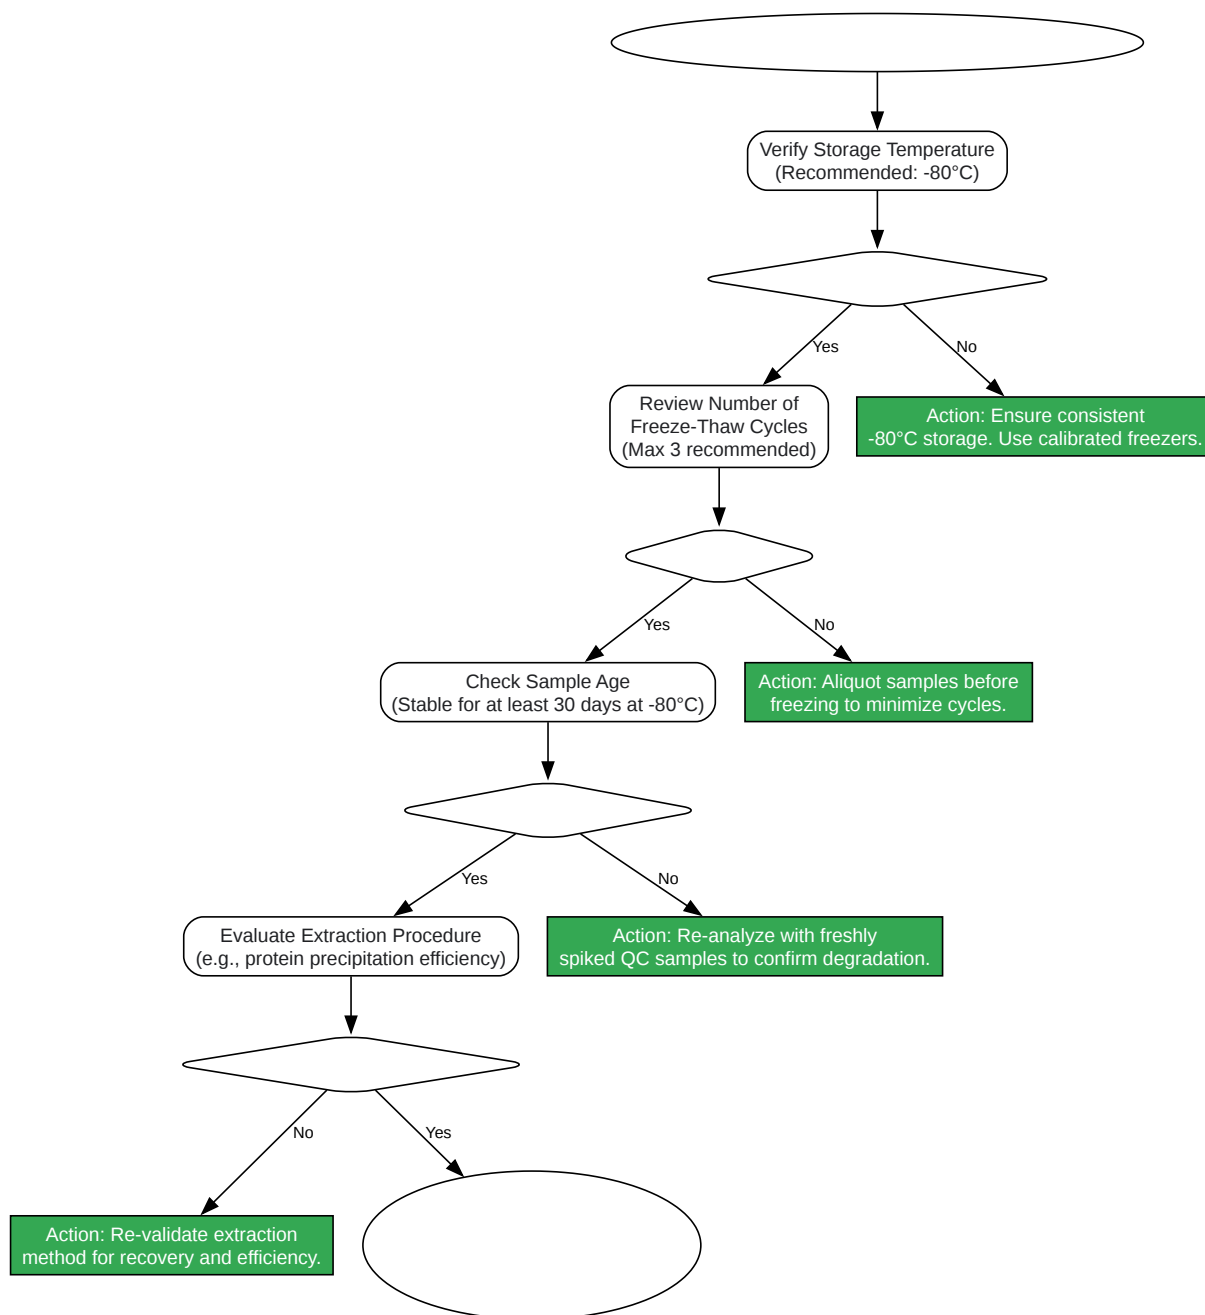 Verify Storage Temperature
(Recommended: -80°C)
Yes
No
Review Number of
Freeze-Thaw Cycles
(Max 3 recommended)
Action: Ensure consistent
-80°C storage. Use calibrated freezers.
Yes
No
Check Sample Age
(Stable for at least 30 days at -80°C)
Action: Aliquot samples before
freezing to minimize cycles.
Yes
No
Evaluate Extraction Procedure
(e.g., protein precipitation efficiency)
Action: Re-analyze with freshly
spiked QC samples to confirm degradation.
No
Yes
Action: Re-validate extraction
method for recovery and efficiency.